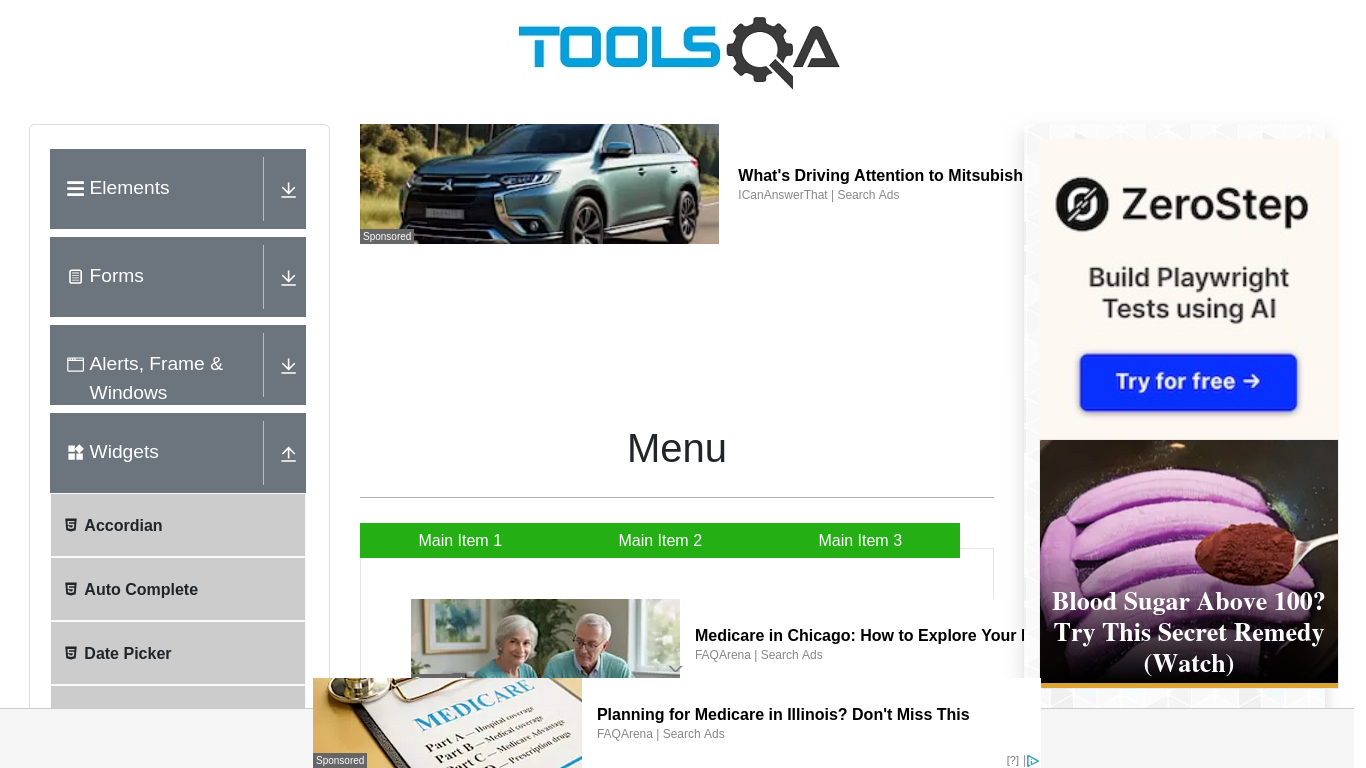 TOOLSQA
Elements
Forms
Alerts, Frame &
Windows
Widgets
Accordian
Auto Complete
Date Picker
Sponsored
What's Driving Attention to Mitsubish
ICanAnswerThat | Search Ads
Menu
Main Item 1
Main Item 2
Main Item 3
Medicare in Chicago: How to Explore Your
FAQArena | Search Ads
MEDICARE
Part A — Hospital coverage
Part B — Medical coverage
Part C — Medicare Advantage
Prescription drugs
Sponsored
Planning for Medicare in Illinois? Don't Miss This
FAQArena | Search Ads
[?]
ZeroStep
Build Playwright
Tests using AI
Try for free →
Blood Sugar Above 100?
Try This Secret Remedy
(Watch)